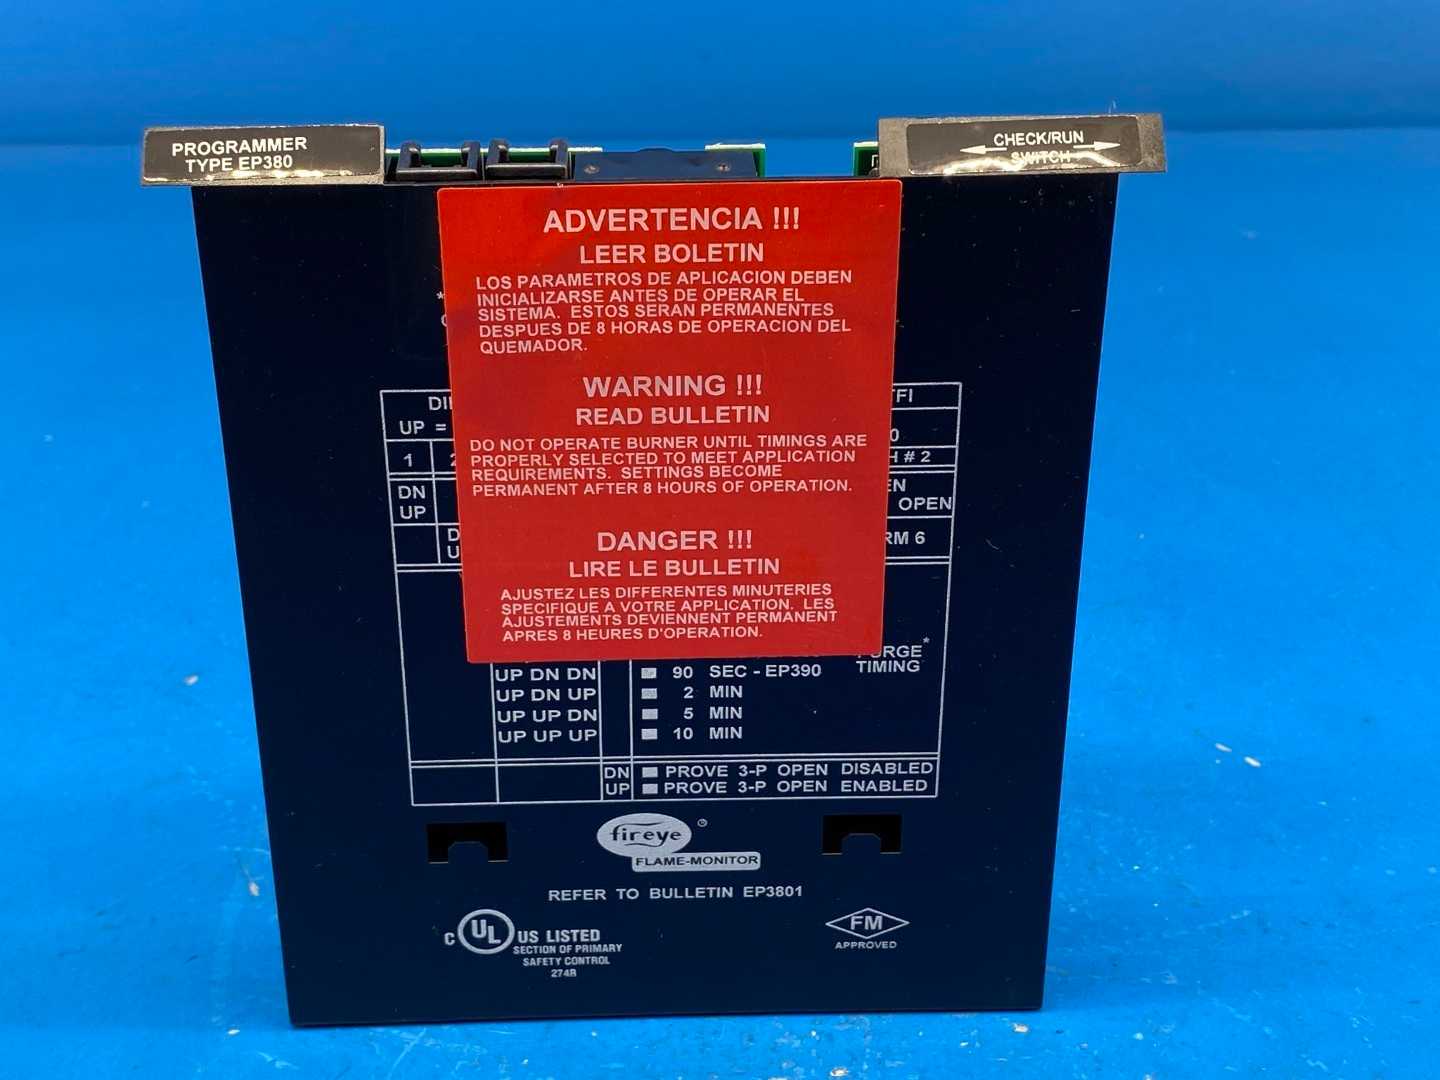 PROGRAMMER
TYPE EP380
CHECK/RUN
SWITCH
ADVERTENCIA !!!
LEER BOLETIN
LOS PARAMETROS DE APLICACION DEBEN
INICIALIZARSE ANTES DE OPERAR EL
SISTEMA. ESTOS SERAN PERMANENTES
DESPUES DE 8 HORAS DE OPERACION DEL
QUEMADOR.
WARNING !!!
READ BULLETIN
DO NOT OPERATE BURNER UNTIL TIMINGS ARE
PROPERLY SELECTED TO MEET APPLICATION
REQUIREMENTS. SETTINGS BECOME
PERMANENT AFTER 8 HOURS OF OPERATION.
DANGER !!!
LIRE LE BULLETIN
AJUSTEZ LES DIFFERENTES MINUTERIES
SPECIFIQUE A VOTRE APPLICATION. LES
AJUSTEMENTS DEVIENNENT PERMANENT
APRES 8 HEURES D'OPERATION.
UP =
1
# 2
DN
UP OPEN
6
PURGE*
TIMING
UP DN DN 90 SEC - EP390
UP DN UP 2 MIN
UP UP DN 5 MIN
UP UP UP 10 MIN
DN PROVE 3-P OPEN DISABLED
UP PROVE 3-P OPEN ENABLED
fireye ®
FLAME-MONITOR
REFER TO BULLETIN EP3801
C UL US LISTED
SECTION OF PRIMARY
SAFETY CONTROL
274B
FM
APPROVED